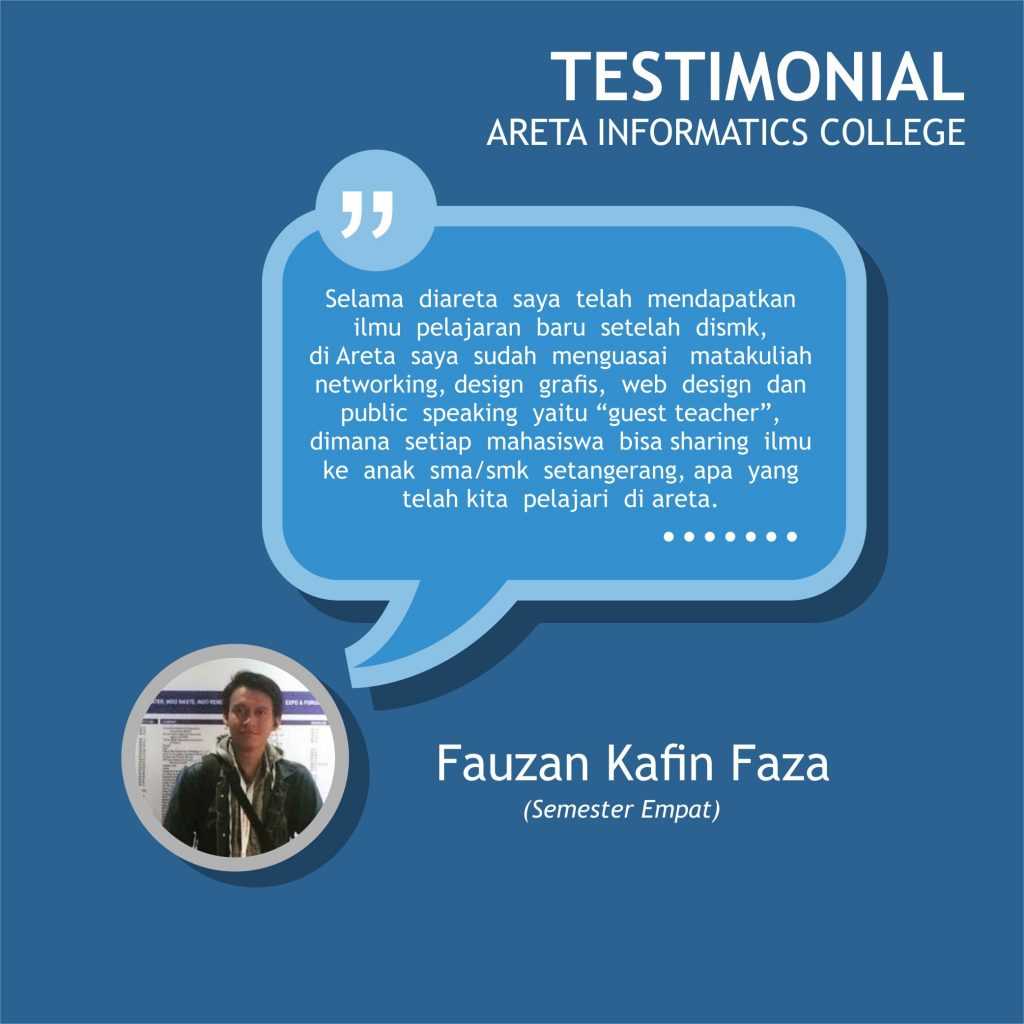 TESTIMONIAL
ARETA INFORMATICS COLLEGE
”
Selama diareta saya telah mendapatkan
ilmu pelajaran baru setelah dismk,
di Areta saya sudah menguasai matakuliah
networking, design grafis, web design dan
public speaking yaitu “guest teacher”,
dimana setiap mahasiswa bisa sharing ilmu
ke anak sma/smk setangerang, apa yang
telah kita pelajari di areta.
.......
EXPO & FORUM
Fauzan Kafin Faza
(Semester Empat)